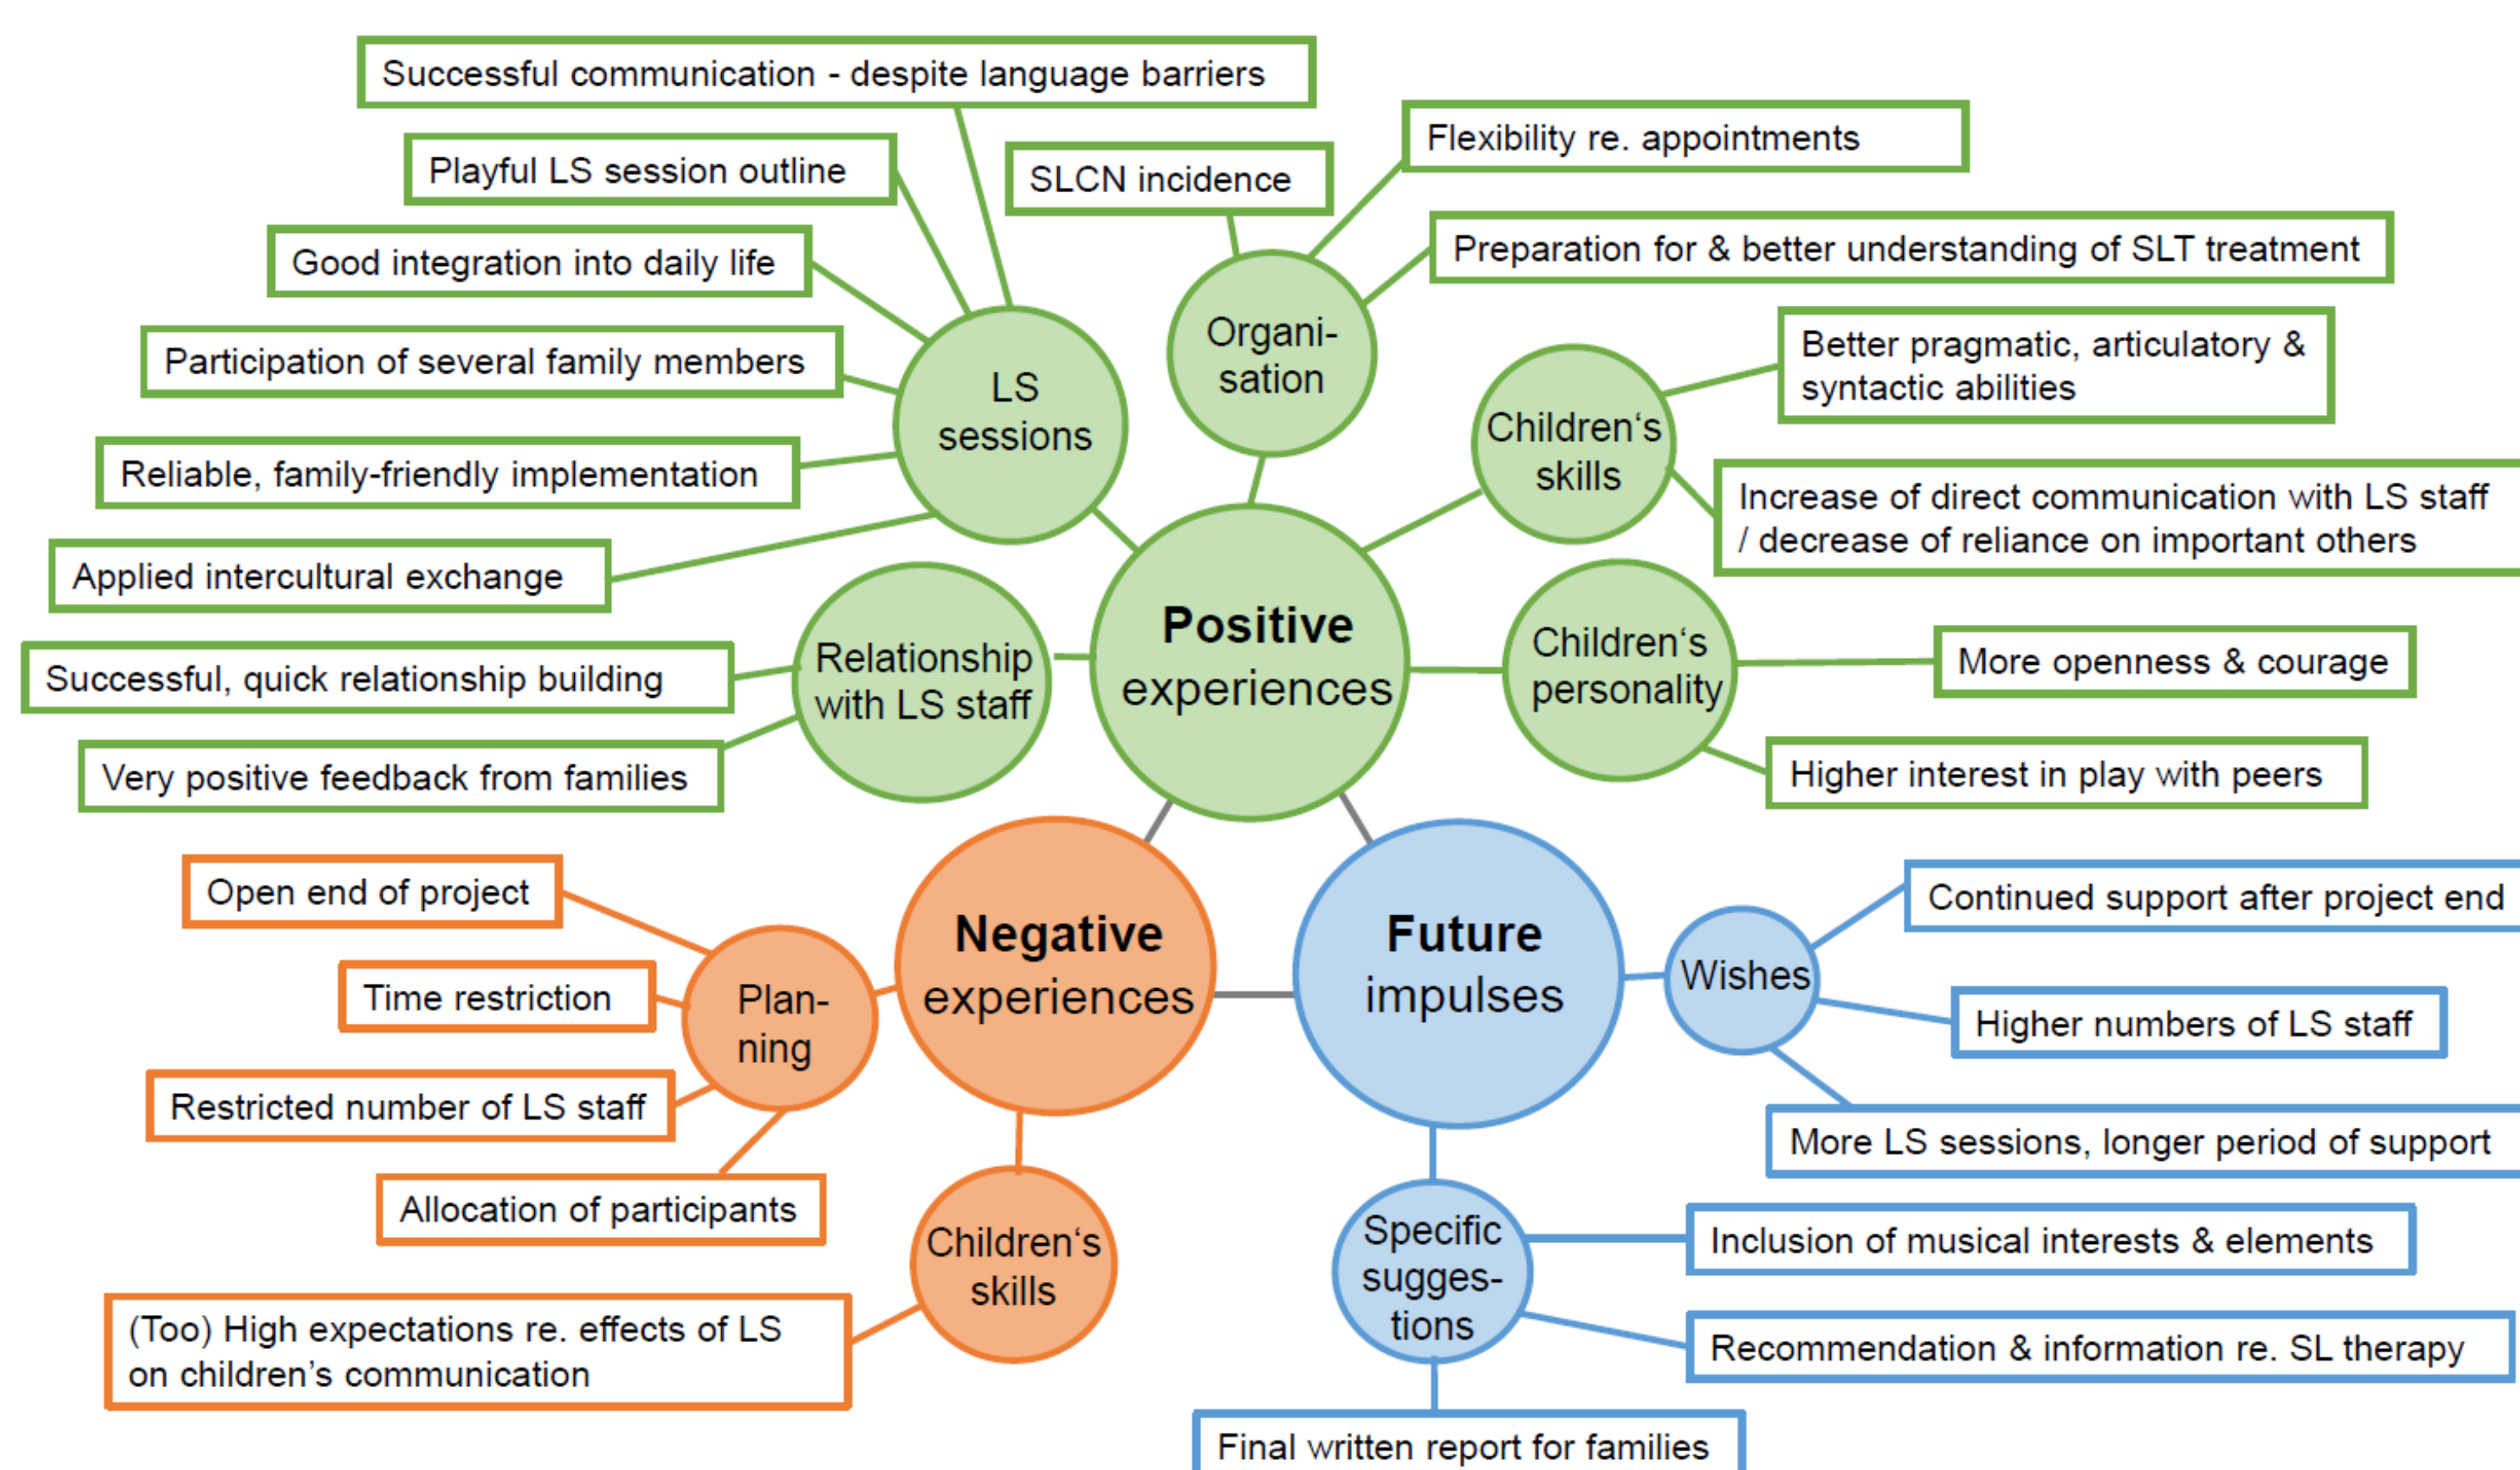 Successful communication - despite language barriers
Playful LS session outline
Good integration into daily life
Participation of several family members
Reliable, family-friendly implementation
Applied intercultural exchange
LS
sessions
SLCN incidence
Flexibility re. appointments
Preparation for & better understanding of SLT treatment
Organi-
sation
Better pragmatic, articulatory &
syntactic abilities
Increase of direct communication with LS staff
/ decrease of reliance on important others
Children‘s
skills
Successful, quick relationship building
Very positive feedback from families
Relationship
with LS staff
Positive
experiences
Children‘s
personality
More openness & courage
Higher interest in play with peers
Open end of project
Time restriction
Restricted number of LS staff
Allocation of participants
Plan-
ning
Negative
experiences
Children‘s
skills
(Too) High expectations re. effects of LS
on children’s communication
Future
impulses
Wishes
Continued support after project end
Higher numbers of LS staff
More LS sessions, longer period of support
Specific
sugges-
tions
Inclusion of musical interests & elements
Recommendation & information re. SL therapy
Final written report for families